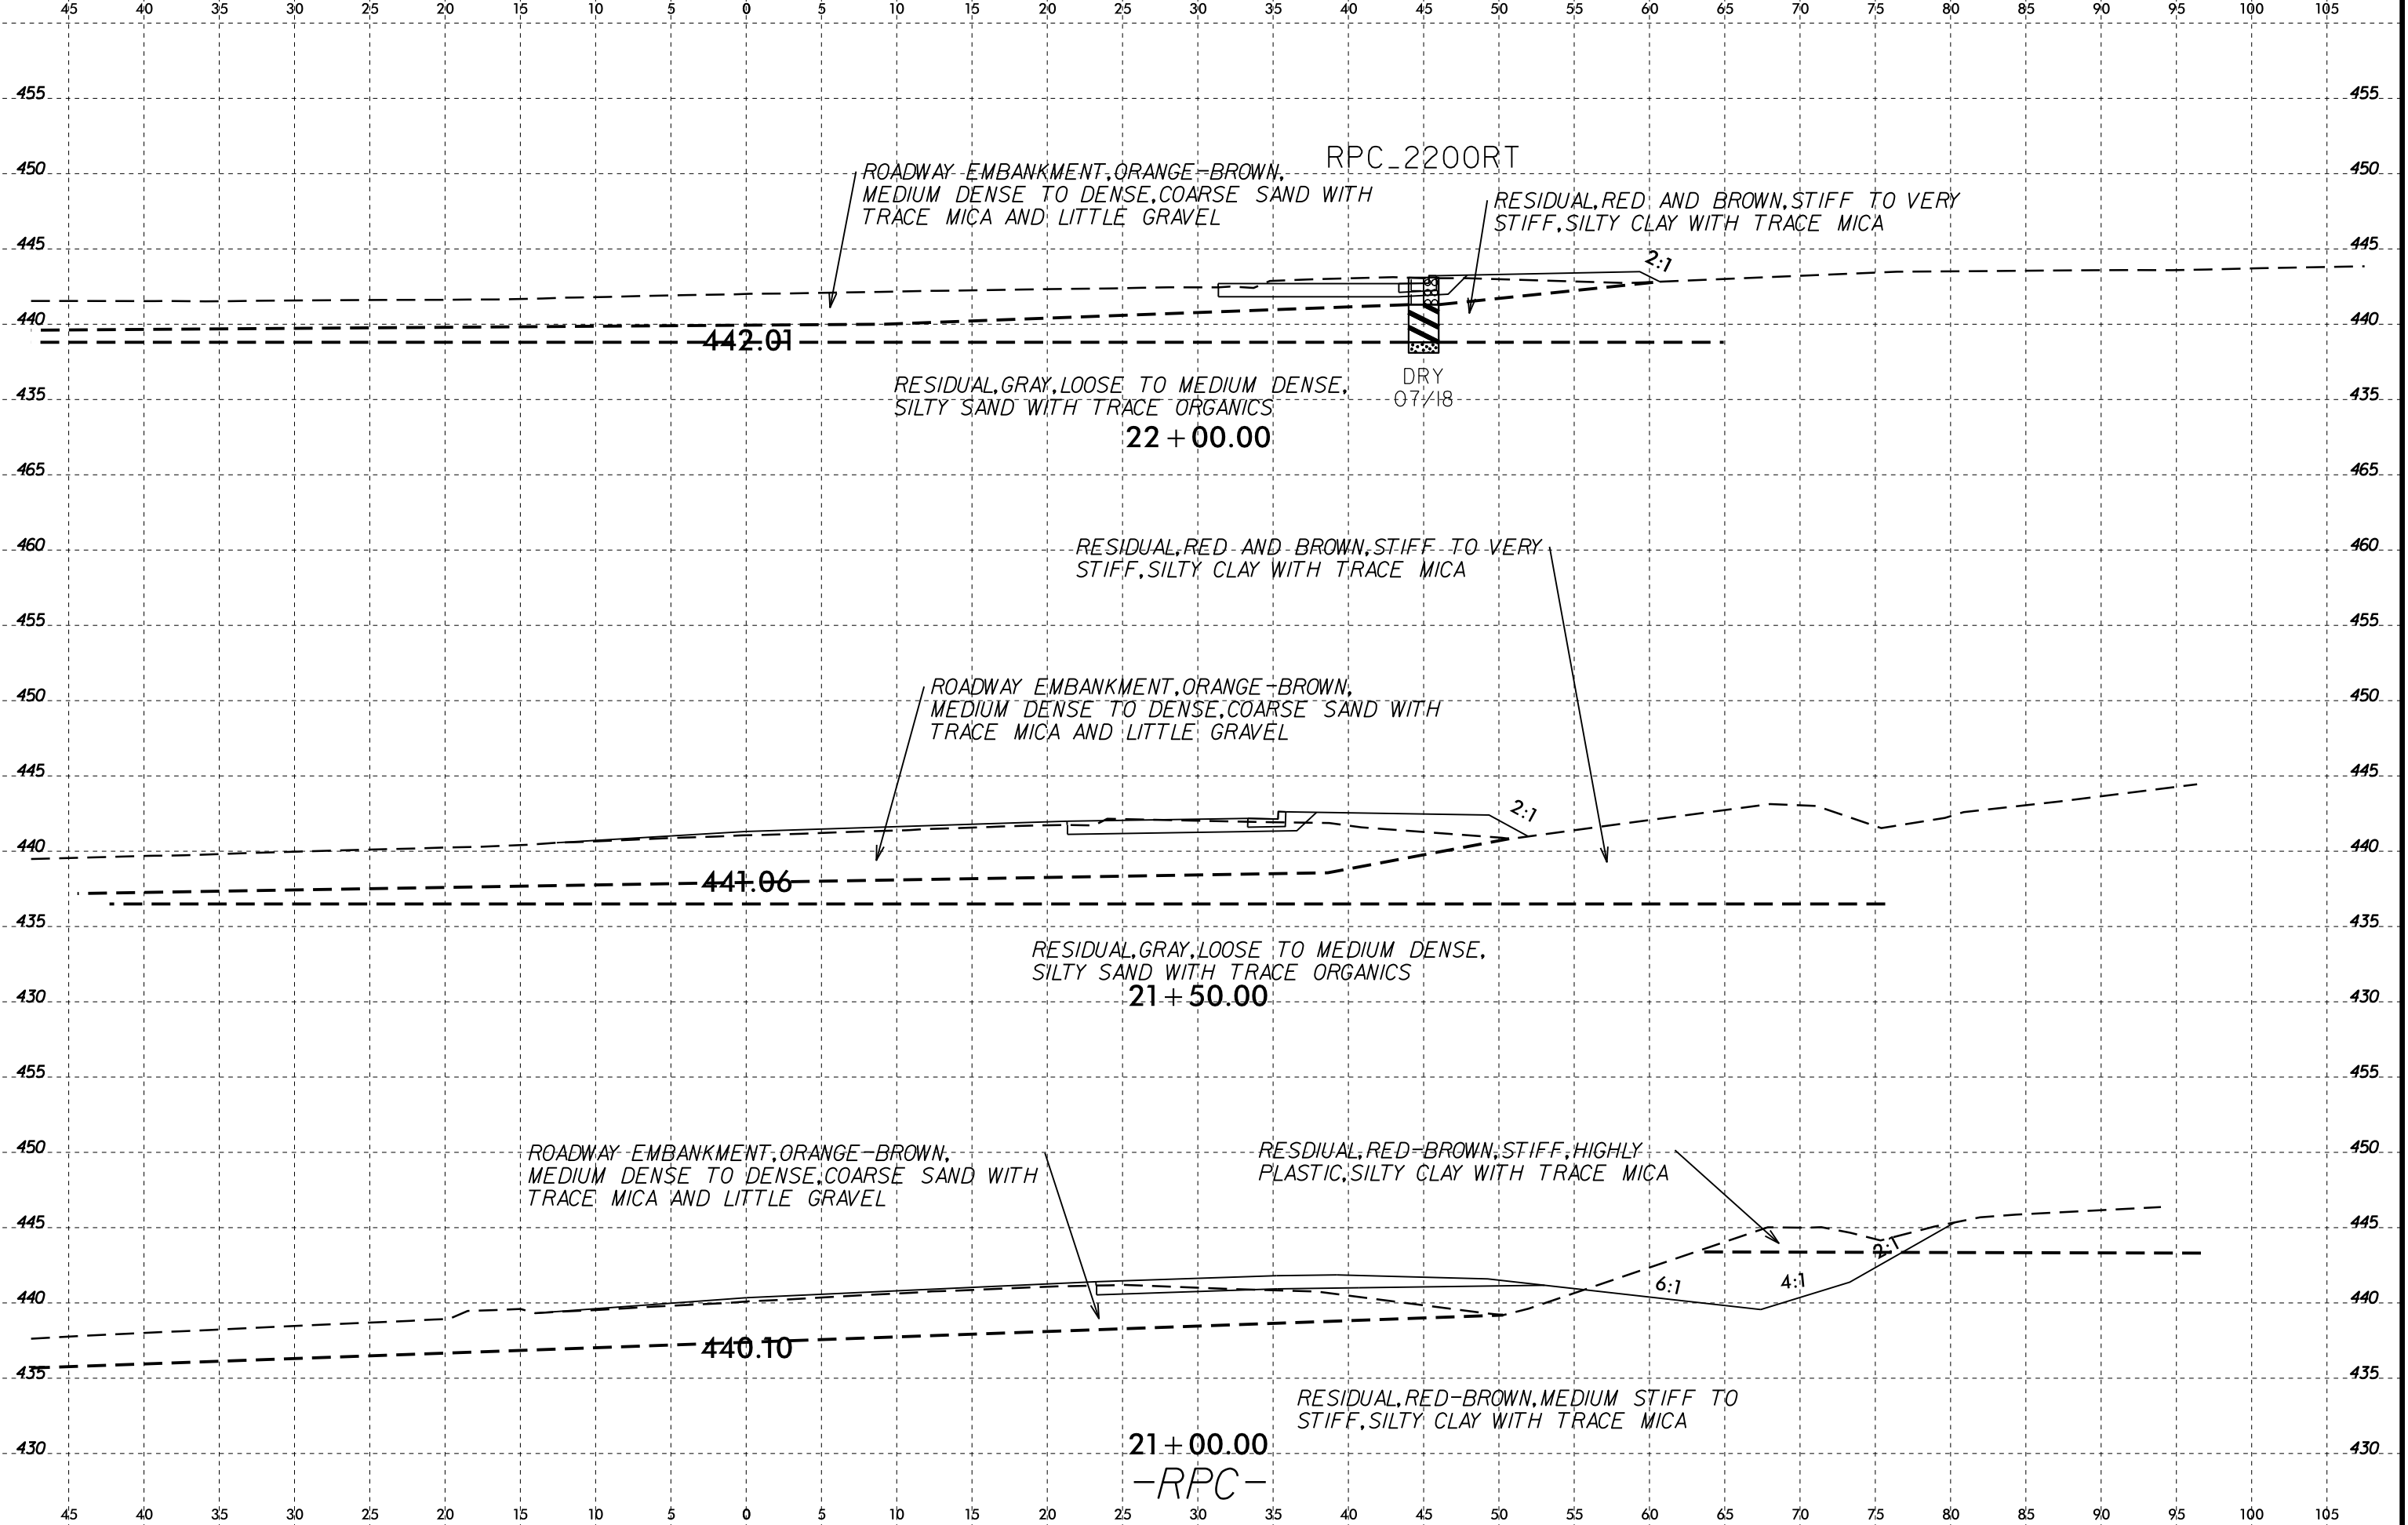 45 40 35 30 25 20 15 10 5 0 5 10 15 20 25 30 35 40 45 50 55 60 65 70 75 80 85 90 95 100 105
455 455
RPC_2200RT
450 450
ROADWAY EMBANKMENT,ORANGE-BROWN,
MEDIUM DENSE TO DENSE,COARSE SAND WITH
TRACE MICA AND LITTLE GRAVEL
RESIDUAL,RED AND BROWN,STIFF TO VERY
STIFF,SILTY CLAY WITH TRACE MICA
445 445
2:1
440 440
442.01
RESIDUAL,GRAY,LOOSE TO MEDIUM DENSE,
SILTY SAND WITH TRACE ORGANICS
DRY
07/18
435 435
22+00.00
465 465
460 460
RESIDUAL,RED AND BROWN,STIFF TO VERY
STIFF,SILTY CLAY WITH TRACE MICA
455 455
450 450
ROADWAY EMBANKMENT,ORANGE-BROWN,
MEDIUM DENSE TO DENSE,COARSE SAND WITH
TRACE MICA AND LITTLE GRAVEL
445 445
2:1
440 440
441.06
435 435
RESIDUAL,GRAY,LOOSE TO MEDIUM DENSE,
SILTY SAND WITH TRACE ORGANICS
430 430
21+50.00
455 455
450 450
ROADWAY EMBANKMENT,ORANGE-BROWN,
MEDIUM DENSE TO DENSE,COARSE SAND WITH
TRACE MICA AND LITTLE GRAVEL
RESDIUAL,RED-BROWN,STIFF,HIGHLY
PLASTIC,SILTY CLAY WITH TRACE MICA
445 445
2:1
6:1
4:1
440 440
440.10
435 435
RESIDUAL,RED-BROWN,MEDIUM STIFF TO
STIFF,SILTY CLAY WITH TRACE MICA
430 430
21+00.00
-RPC-
45 40 35 30 25 20 15 10 5 0 5 10 15 20 25 30 35 40 45 50 55 60 65 70 75 80 85 90 95 100 105